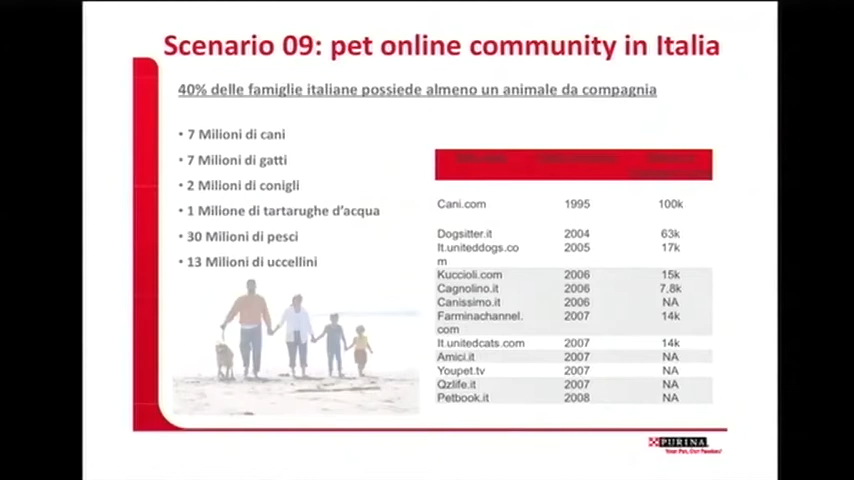 Scenario 09: pet online community in Italia
40% delle famiglie italiane possiede almeno un animale da compagnia
• 7 Milioni di cani
• 7 Milioni di gatti
• 2 Milioni di conigli
• 1 Milione di tartarughe d'acqua
• 30 Milioni di pesci
• 13 Milioni di uccellini
Cani.com 1995 100k
Dogsitter.it 2004 63k
It.uniteddogs.co 2005 17k
m
Kuccioli.com 2006 15k
Cagnolino.it 2006 7,8k
Canissimo.it 2006 NA
Farminachannel. 2007 14k
com
It.unitedcats.com 2007 14k
Amici.it 2007 NA
Youpet.tv 2007 NA
Qzlife.it 2007 NA
Petbook.it 2008 NA
PURINA
Your Pet, Our Passion.